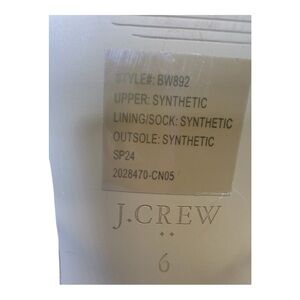 STYLE#: BW892
UPPER: SYNTHETIC
LINING/SOCK: SYNTHETIC
OUTSOLE: SYNTHETIC
SP24
2028470-CN05
J.CREW
6